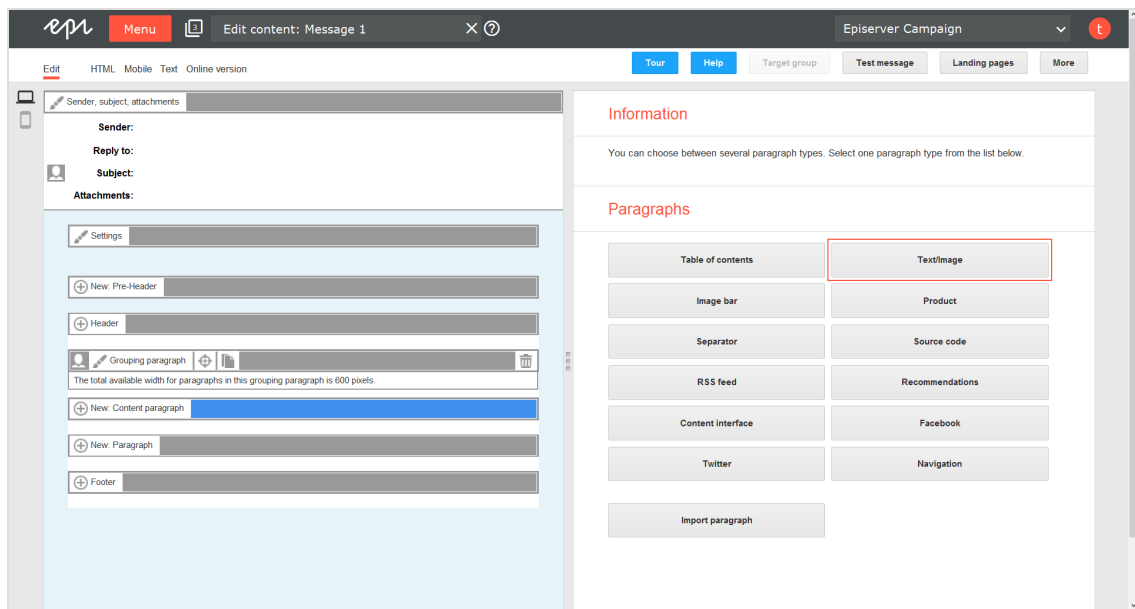 epi Menu 3 Edit content: Message 1 Episerver Campaign t
Edit HTML Mobile Text Online version Tour Help Target group Test message Landing pages More
Sender, subject, attachments
Sender:
Reply to:
Subject:
Attachments:
Settings
New: Pre-Header
Header
Grouping paragraph
The total available width for paragraphs in this grouping paragraph is 600 pixels.
New: Content paragraph
New: Paragraph
Footer
Information
You can choose between several paragraph types. Select one paragraph type from the list below.
Paragraphs
Table of contents Text/Image
Image bar Product
Separator Source code
RSS feed Recommendations
Content interface Facebook
Twitter Navigation
Import paragraph